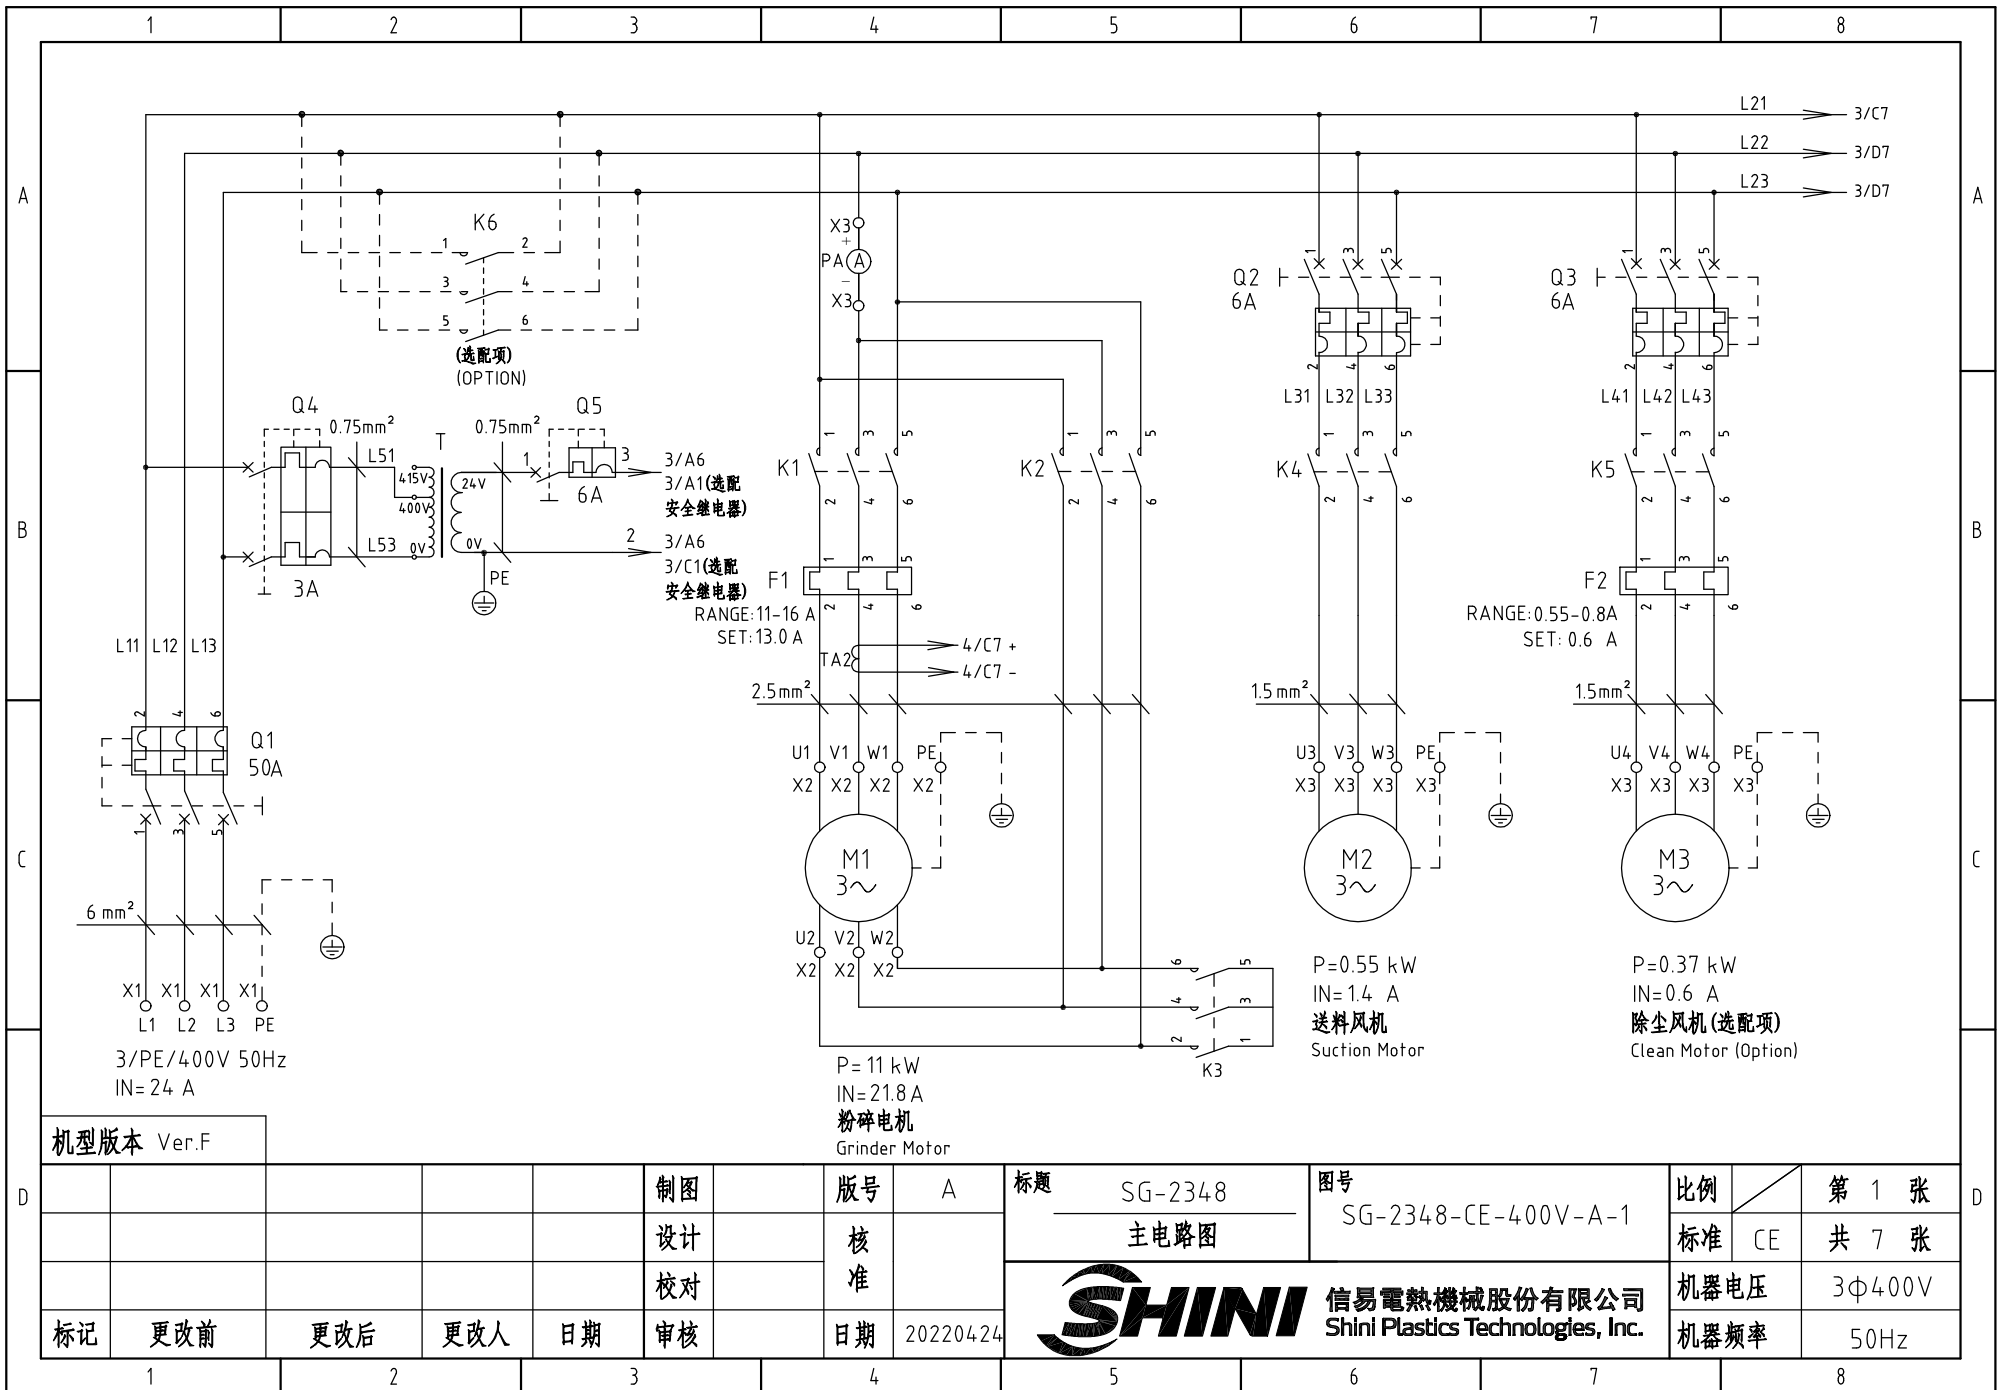 1 2 3 4 5 6 7 8
L21 3/C7
L22 3/D7
L23 3/D7
A A
K6
1 2
3 4
5 6
(选配项)
(OPTION)
X3
+
PA A
-
X3
Q2
6A
1 3 5
2 4 6
L31 L32 L33
Q3
6A
1 3 5
2 4 6
L41 L42 L43
Q4
0.75mm²
3A
L51
L53
T
415V
400V
0V
24V
0V
0.75mm²
PE
Q5
1 3
6A
2
3/A6
3/A1(选配
安全继电器)
3/A6
3/C1(选配
安全继电器)
B B
K1
1 3 5
2 4 6
K2
1 3 5
2 4 6
K4
1 3 5
2 4 6
K5
1 3 5
2 4 6
F1
1 3 5
2 4 6
RANGE:11-16 A
SET:13.0 A
F2
1 3 5
2 4 6
RANGE:0.55-0.8A
SET: 0.6 A
TA2
4/C7 +
4/C7 -
L11 L12 L13
2 4 6
Q1
50A
1 3 5
2.5mm²
1.5mm²
1.5mm²
U1 V1 W1 PE
X2 X2 X2 X2
U3 V3 W3 PE
X3 X3 X3 X3
U4 V4 W4 PE
X3 X3 X3 X3
C C
M1
3~
M2
3~
M3
3~
6 mm²
X1 X1 X1 X1
L1 L2 L3 PE
3/PE/400V 50Hz
IN=24 A
U2 V2 W2
X2 X2 X2
6 5
4 3
2 1
K3
P=11 kW
IN=21.8 A
粉碎电机
Grinder Motor
P=0.55 kW
IN=1.4 A
送料风机
Suction Motor
P=0.37 kW
IN=0.6 A
除尘风机(选配项)
Clean Motor (Option)
机型版本 Ver.F
D D
制图 版号 A
设计 核准
校对
标记 更改前 更改后 更改人 日期 审核 日期 20220424
标题 SG-2348
主电路图
图号
SG-2348-CE-400V-A-1
比例 第 1 张
标准 CE 共 7 张
机器电压 3ϕ400V
机器频率 50Hz
SHINI
信易電熱機械股份有限公司
Shini Plastics Technologies, Inc.
1 2 3 4 5 6 7 8